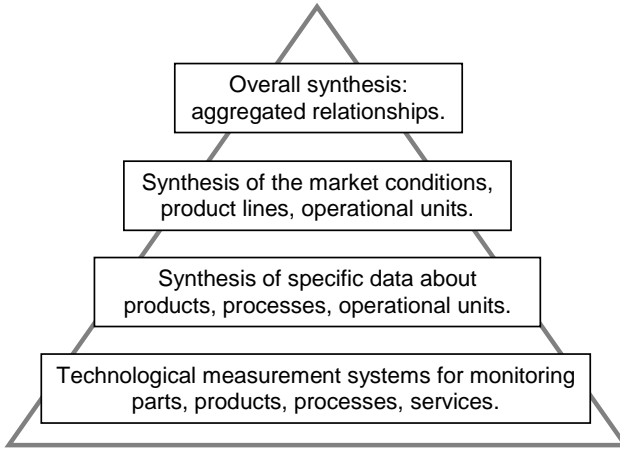 Overall synthesis:
aggregated relationships.
Synthesis of the market conditions,
product lines, operational units.
Synthesis of specific data about
products, processes, operational units.
Technological measurement systems for monitoring
parts, products, processes, services.